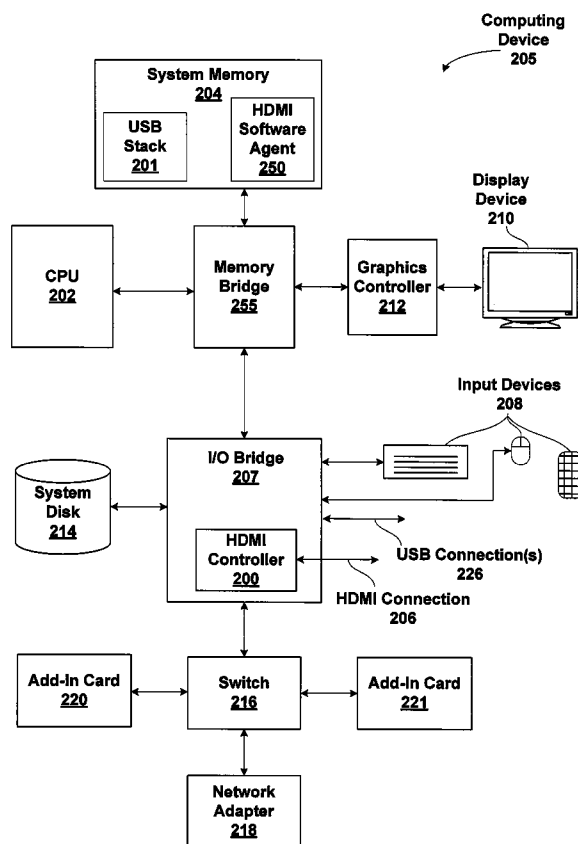 Computing
Device
205
System Memory
204
USB
Stack
201
HDMI
Software
Agent
250
Display
Device
210
CPU
202
Memory
Bridge
255
Graphics
Controller
212
Input Devices
208
I/O Bridge
207
System
Disk
214
HDMI
Controller
200
USB Connection(s)
226
HDMI Connection
206
Add-In Card
220
Switch
216
Add-In Card
221
Network
Adapter
218